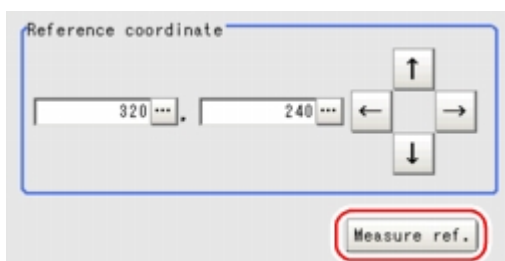 Reference coordinate
↑
320 ... , 240 ... ← →
↓
Measure ref.